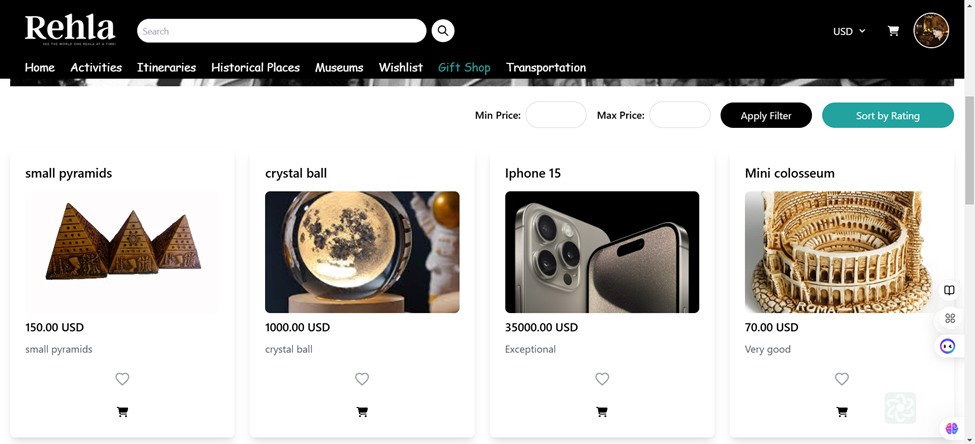 Rehla
SEE THE WORLD ONE REHLA AT A TIME!
Search
USD
Home Activities Itineraries Historical Places Museums Wishlist Gift Shop Transportation
Min Price: Max Price: Apply Filter Sort by Rating
small pyramids crystal ball Iphone 15 Mini colosseum
ROMA
150.00 USD 1000.00 USD 35000.00 USD 70.00 USD
small pyramids crystal ball Exceptional Very good